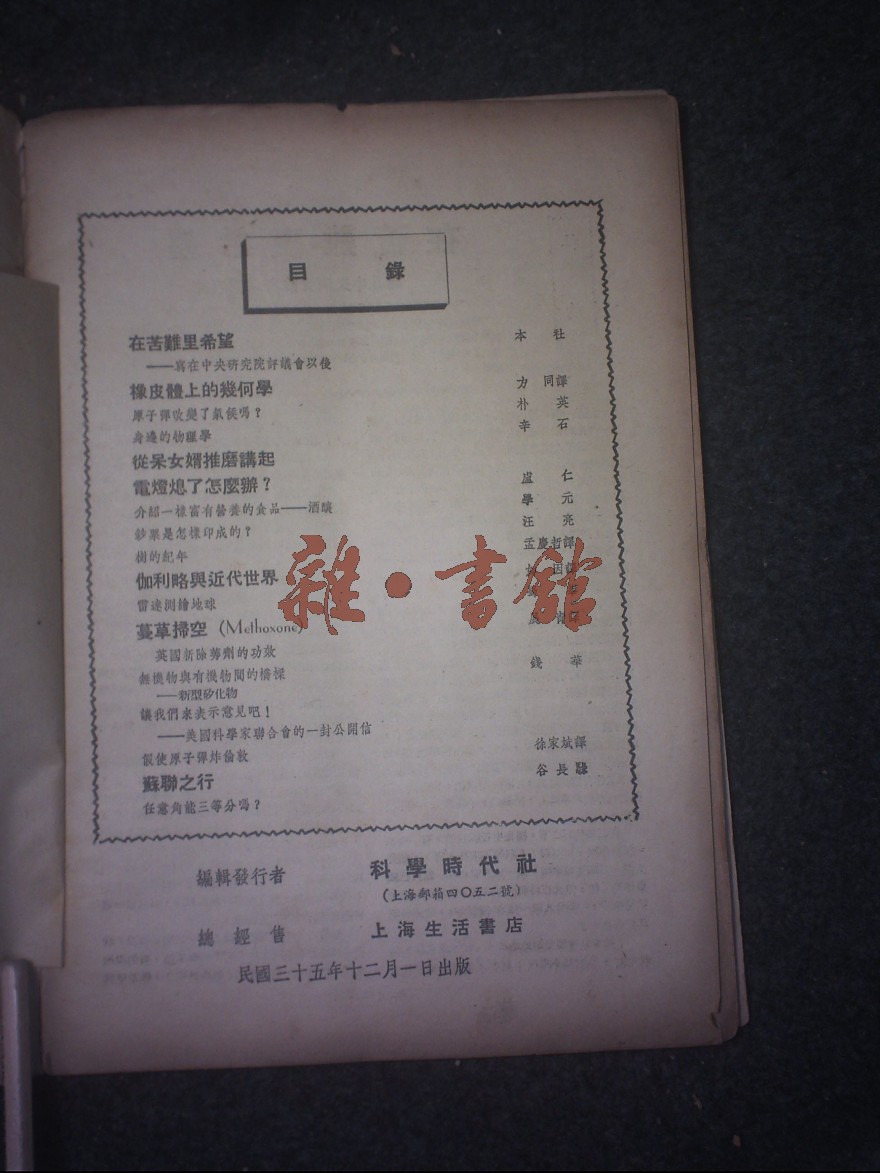 目錄
在苦難里希望 本社
——寫在中央研究院評議會以後
橡皮體上的幾何學 方同譯
原子彈改變了氣候嗎? 朴英
身邊的物理學 辛石
從呆女婿推磨講起
電燈熄了怎麼辦? 盧仁
介紹一樣富有營養的食品——酒釀 學元
鈔票是怎樣印成的? 汪亮
樹的紀年 孟慶哲譯
伽利略與近代世界
雷達測繪地球
蔓草掃空 (Methoxone)
英國新除莠劑的功效
無機物與有機物間的橋樑 錢華
——新型矽化物
讓我們來表示意見吧!
——美國科學家聯合會的一封公開信
假使原子彈炸倫敦 徐家斌譯
蘇聯之行 谷長
任意角能三等分嗎?
雜·書館
編輯發行者 科學時代社
(上海郵箱四〇五二號)
總經售 上海生活書店
民國三十五年十二月一日出版